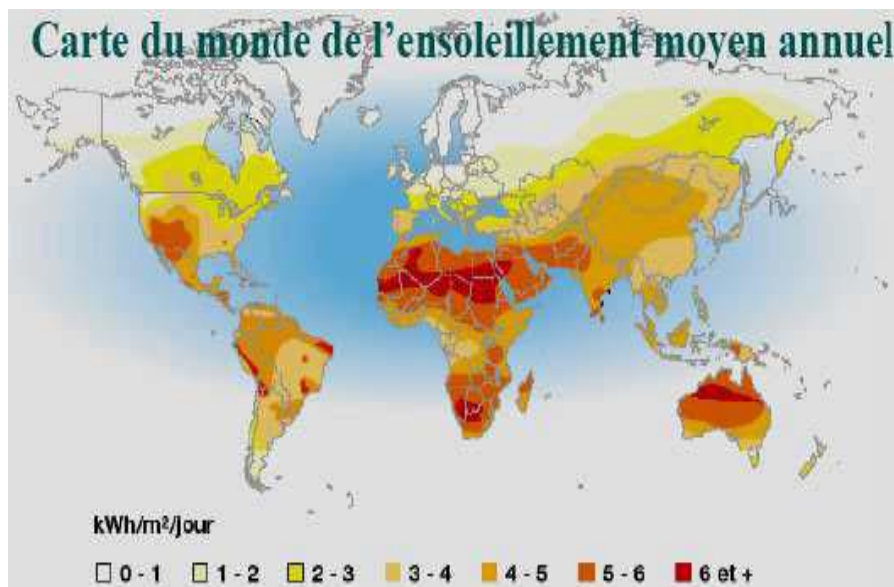 Carte du monde de l'ensoleillement moyen annuel
kWh/m²/jour
0 - 1 1 - 2 2 - 3 3 - 4 4 - 5 5 - 6 6 et +